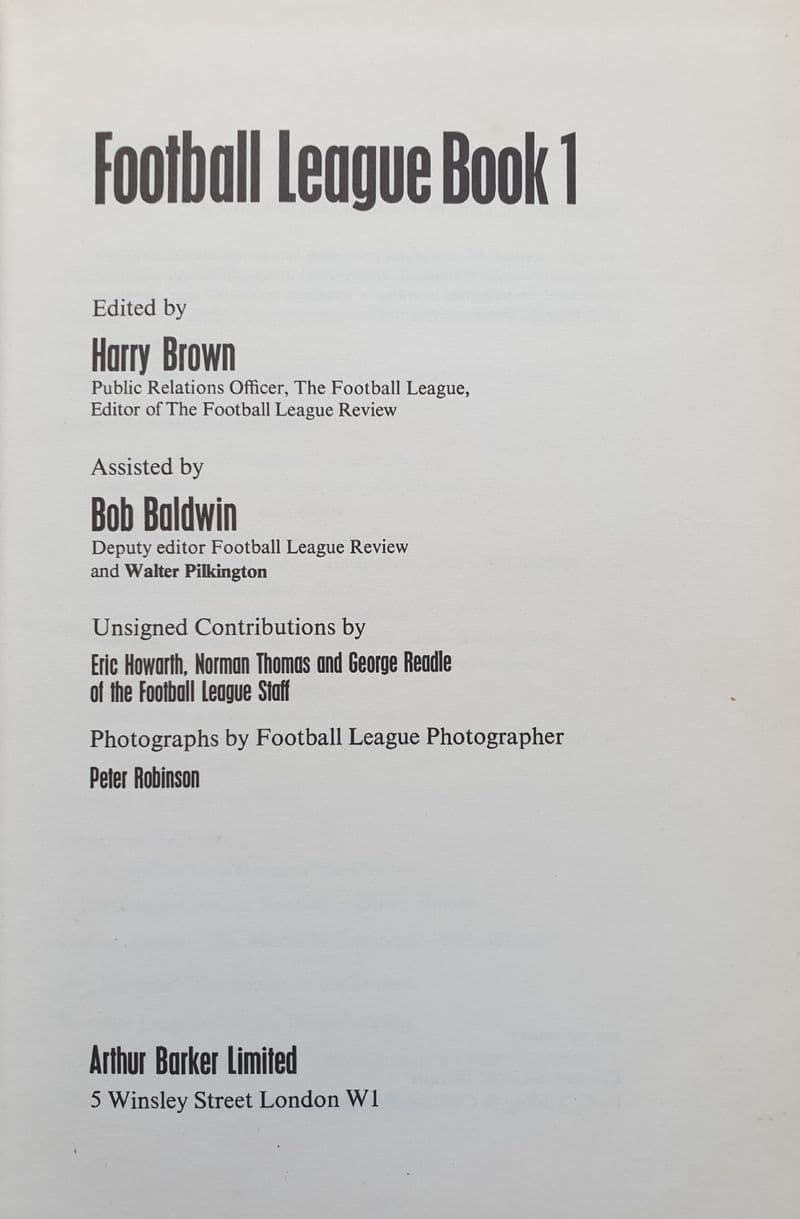 Football League Book 1
Edited by
Harry Brown
Public Relations Officer, The Football League,
Editor of The Football League Review
Assisted by
Bob Baldwin
Deputy editor Football League Review
and Walter Pilkington
Unsigned Contributions by
Eric Howarth, Norman Thomas and George Readle
of the Football League Staff
Photographs by Football League Photographer
Peter Robinson
Arthur Barker Limited
5 Winsley Street London W1